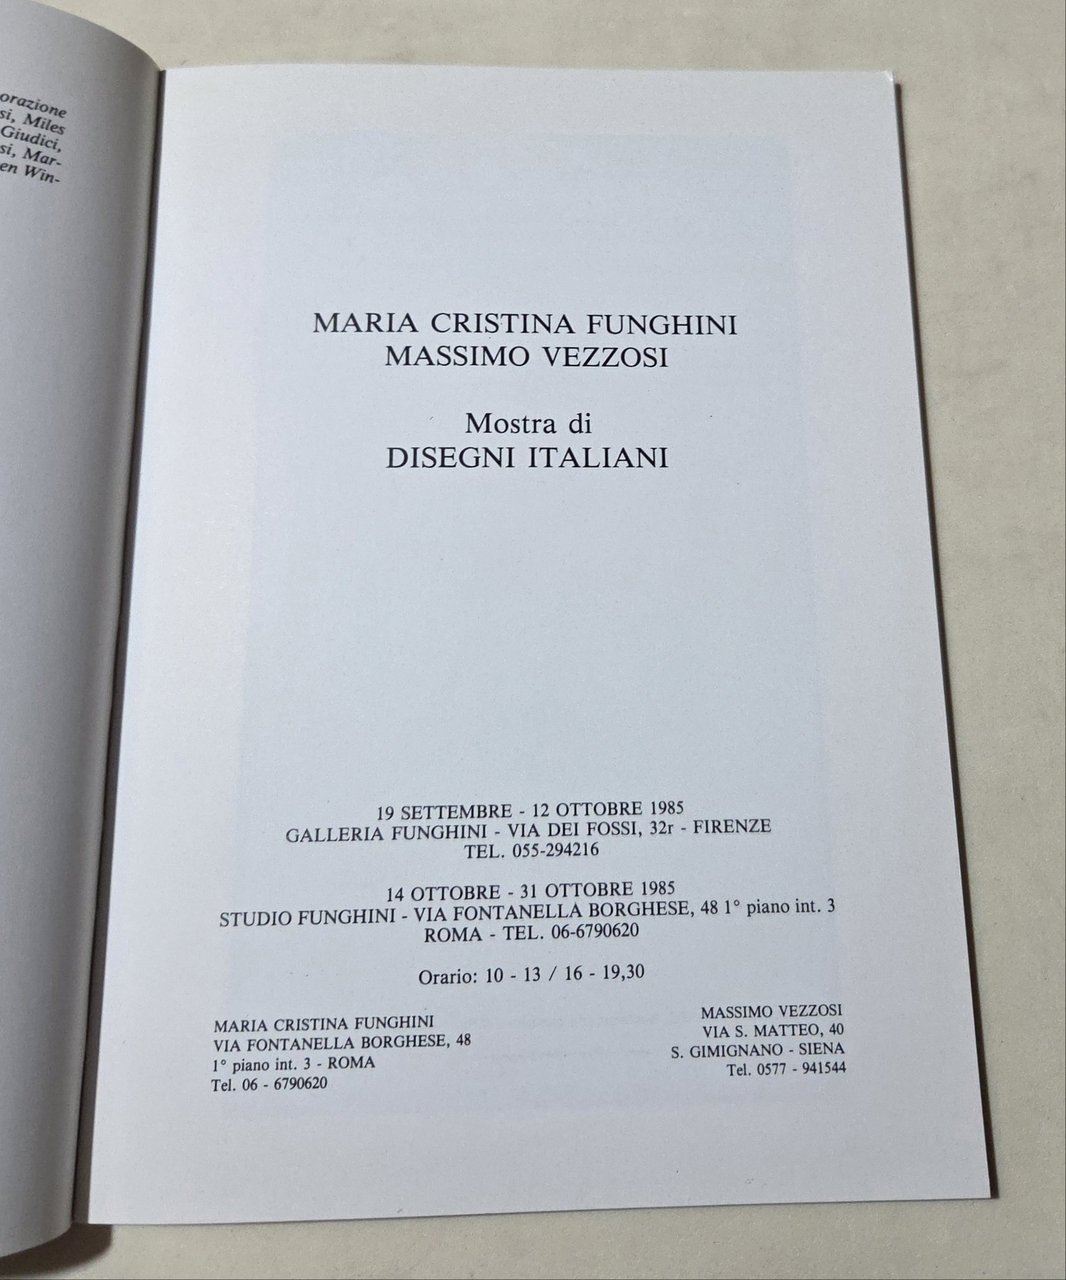 orazione
si, Miles
Giudici,
si, Mar-
en Win-
MARIA CRISTINA FUNGHINI
MASSIMO VEZZOSI
Mostra di
DISEGNI ITALIANI
19 SETTEMBRE - 12 OTTOBRE 1985
GALLERIA FUNGHINI - VIA DEI FOSSI, 32r - FIRENZE
TEL. 055-294216
14 OTTOBRE - 31 OTTOBRE 1985
STUDIO FUNGHINI - VIA FONTANELLA BORGHESE, 48 1° piano int. 3
ROMA - TEL. 06-6790620
Orario: 10 - 13 / 16 - 19,30
MARIA CRISTINA FUNGHINI
VIA FONTANELLA BORGHESE, 48
1° piano int. 3 - ROMA
Tel. 06 - 6790620
MASSIMO VEZZOSI
VIA S. MATTEO, 40
S. GIMIGNANO - SIENA
Tel. 0577 - 941544